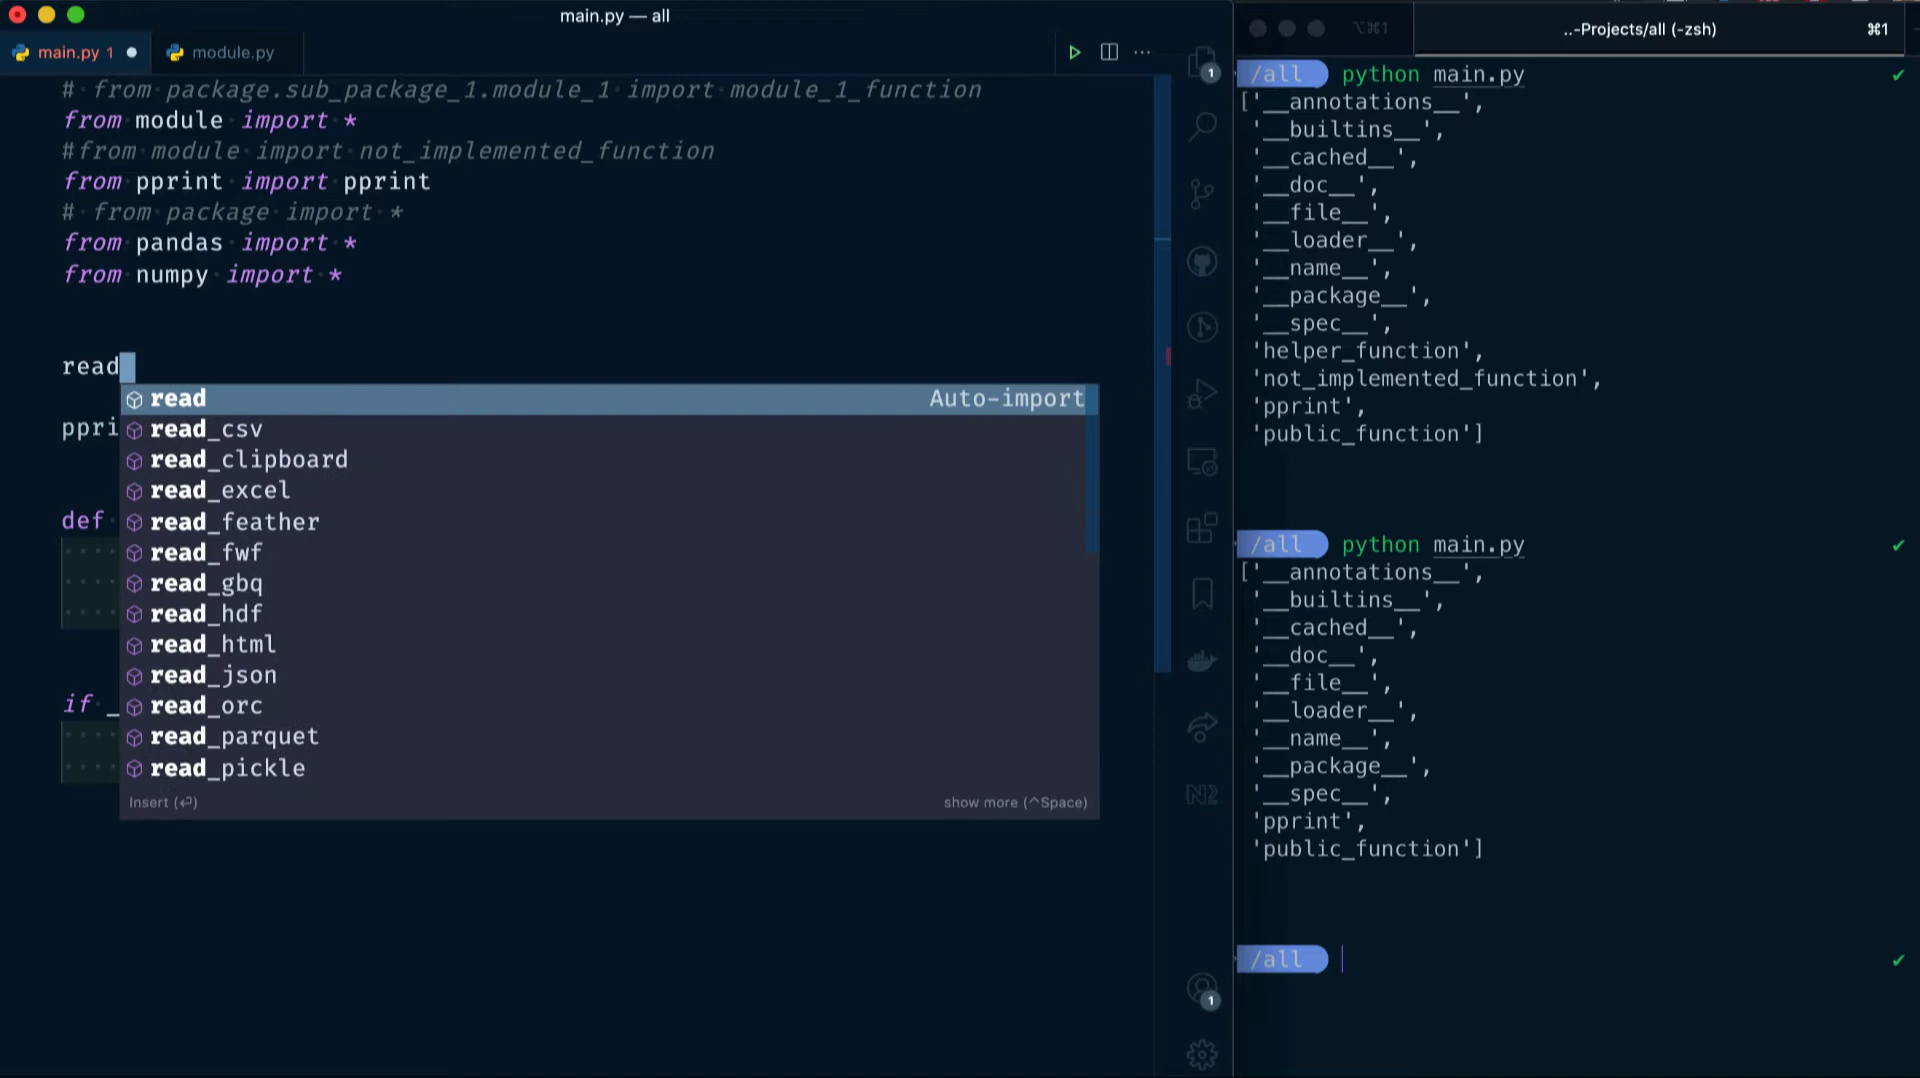 main.py — all
main.py 1
module.py
# from package.sub_package_1.module_1 import module_1_function
from module import *
#from module import not_implemented_function
from pprint import pprint
# from package import *
from pandas import *
from numpy import *
read
read Auto-import
read_csv
ppri
read_clipboard
read_excel
def
read_feather
read_fwf
read_gbq
read_hdf
read_html
read_json
if _
read_orc
read_parquet
read_pickle
Insert (⏎) show more (^Space)
1
1
⌥⌘1
..-Projects/all (-zsh) ⌘1
/all python main.py ✔
['__annotations__',
'__builtins__',
'__cached__',
'__doc__',
'__file__',
'__loader__',
'__name__',
'__package__',
'__spec__',
'helper_function',
'not_implemented_function',
'pprint',
'public_function']
/all python main.py ✔
['__annotations__',
'__builtins__',
'__cached__',
'__doc__',
'__file__',
'__loader__',
'__name__',
'__package__',
'__spec__',
'pprint',
'public_function']
/all ✔